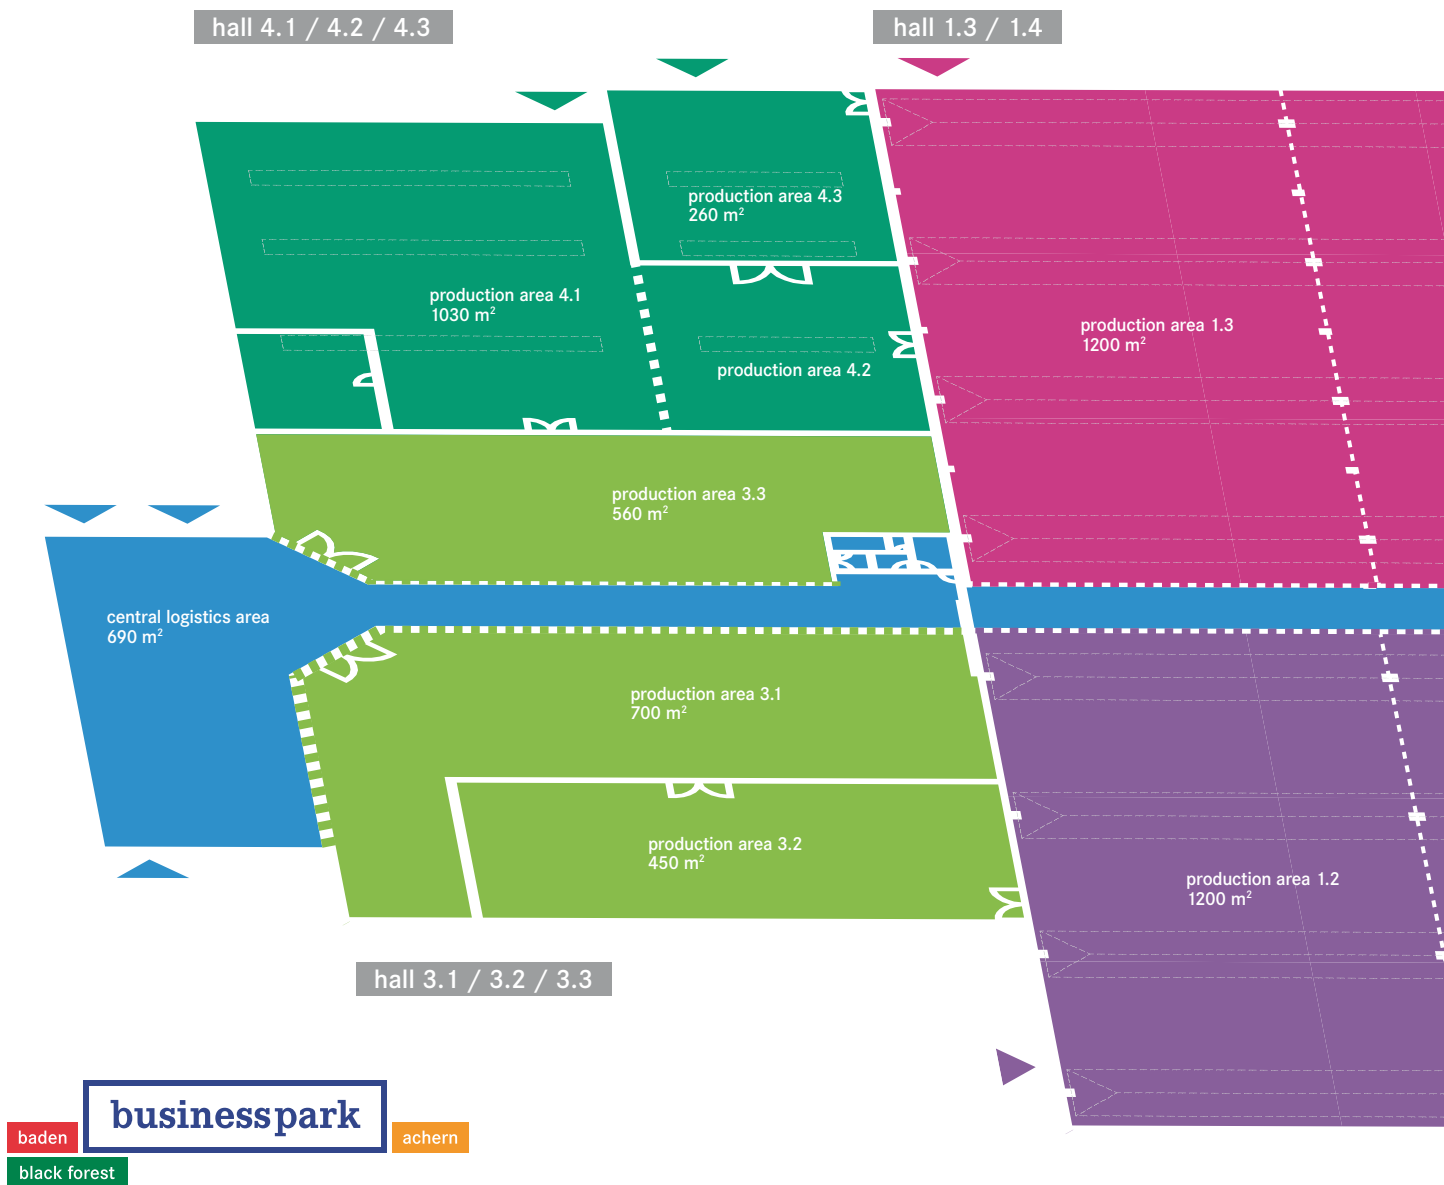 hall 4.1 / 4.2 / 4.3
hall 1.3 / 1.4
production area 4.3
260 m²
production area 4.1
1030 m²
production area 1.3
1200 m²
production area 4.2
production area 3.3
560 m²
central logistics area
690 m²
production area 3.1
700 m²
production area 3.2
450 m²
production area 1.2
1200 m²
hall 3.1 / 3.2 / 3.3
businesspark
baden
achern
black forest